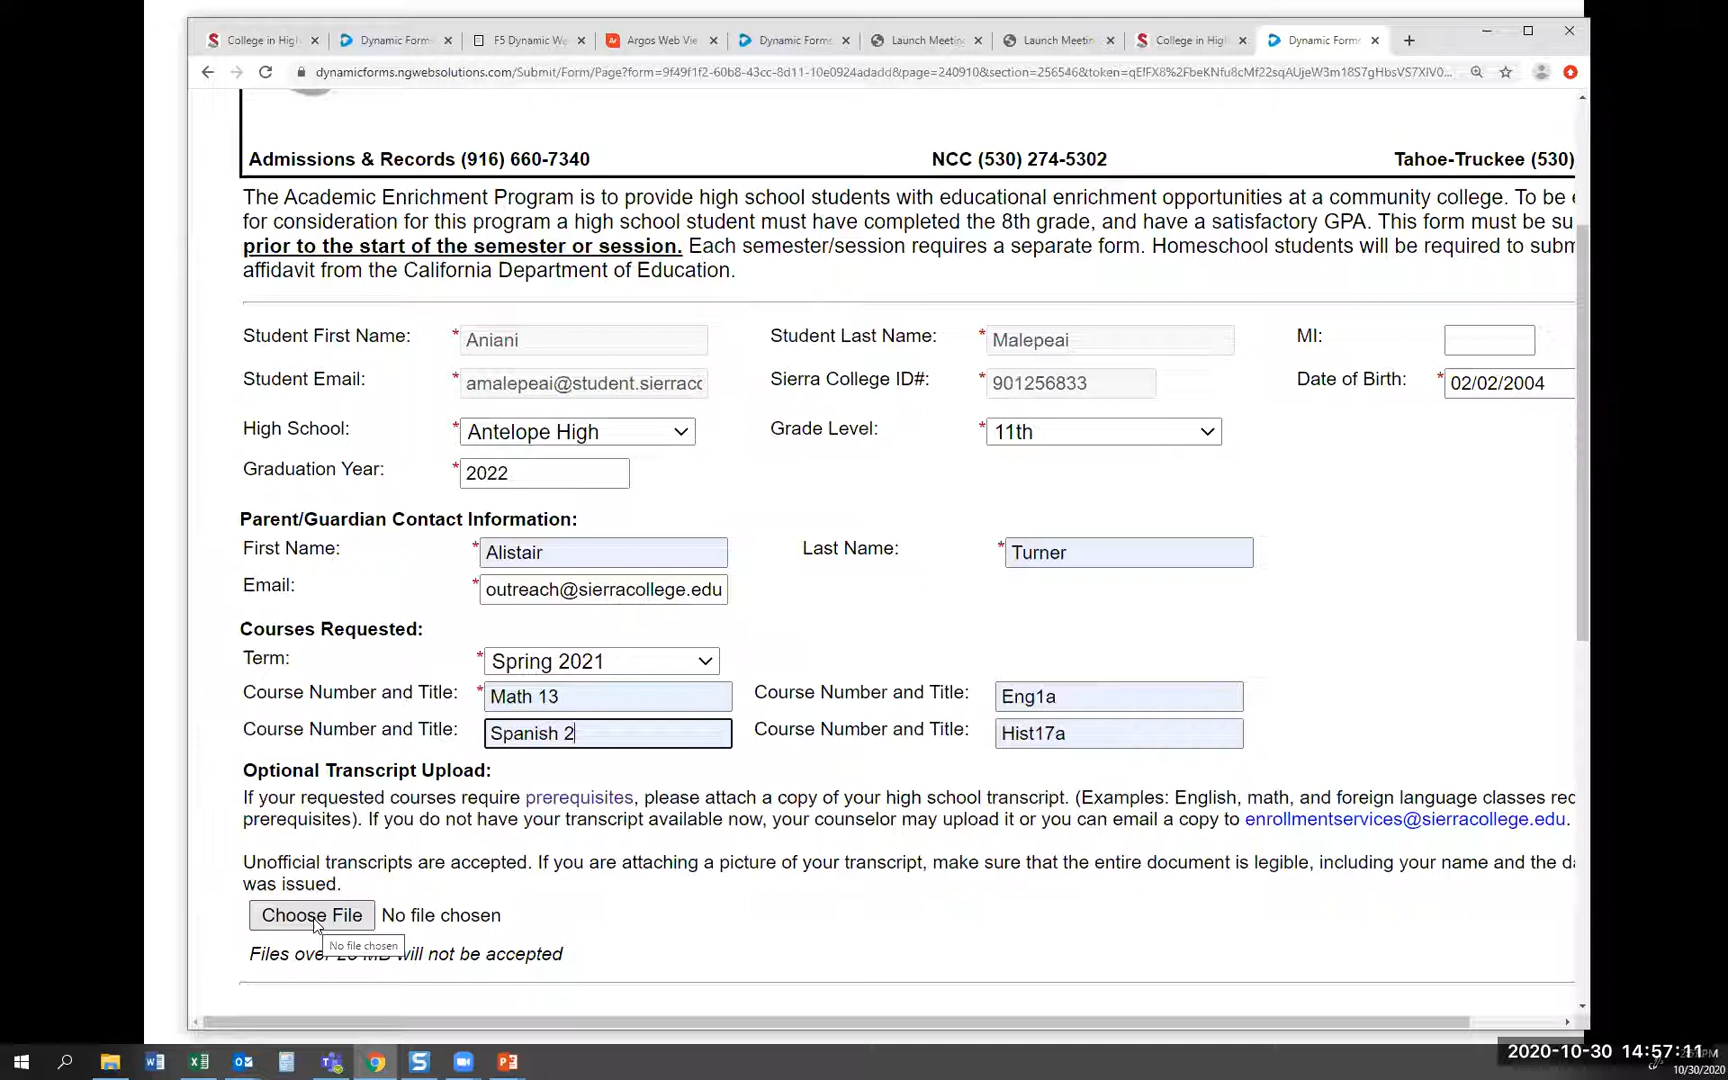 College in High
Dynamic Forms
F5 Dynamic We
Argos Web Vie
Dynamic Forms
Launch Meetin
Launch Meetin
College in High
Dynamic Forms
dynamicforms.ngwebsolutions.com/Submit/Form/Page?form=9f49f1f2-60b8-43cc-8d11-10e0924adadd&page=240910&section=256546&token=
Admissions & Records (916) 660-7340 NCC (530) 274-5302 Tahoe-Truckee (530)
The Academic Enrichment Program is to provide high school students with educational enrichment opportunities at a community college. To be
for consideration for this program a high school student must have completed the 8th grade, and have a satisfactory GPA. This form must be su
prior to the start of the semester or session. Each semester/session requires a separate form. Homeschool students will be required to subm
affidavit from the California Department of Education.
Student First Name: * Aniani Student Last Name: * Malepeai MI:
Student Email: * amalepeai@student.sierracc Sierra College ID#: * 901256833 Date of Birth: * 02/02/2004
High School: * Antelope High Grade Level: * 11th
Graduation Year: * 2022
Parent/Guardian Contact Information:
First Name: * Alistair Last Name: * Turner
Email: * outreach@sierracollege.edu
Courses Requested:
Term: * Spring 2021
Course Number and Title: * Math 13 Course Number and Title: Eng1a
Course Number and Title: Spanish 2 Course Number and Title: Hist17a
Optional Transcript Upload:
If your requested courses require prerequisites, please attach a copy of your high school transcript. (Examples: English, math, and foreign language classes req
prerequisites). If you do not have your transcript available now, your counselor may upload it or you can email a copy to enrollmentservices@sierracollege.edu.
Unofficial transcripts are accepted. If you are attaching a picture of your transcript, make sure that the entire document is legible, including your name and the da
was issued.
Choose File No file chosen
No file chosen
Files over MB will not be accepted
2020-10-30 14:57:11
10/30/2020